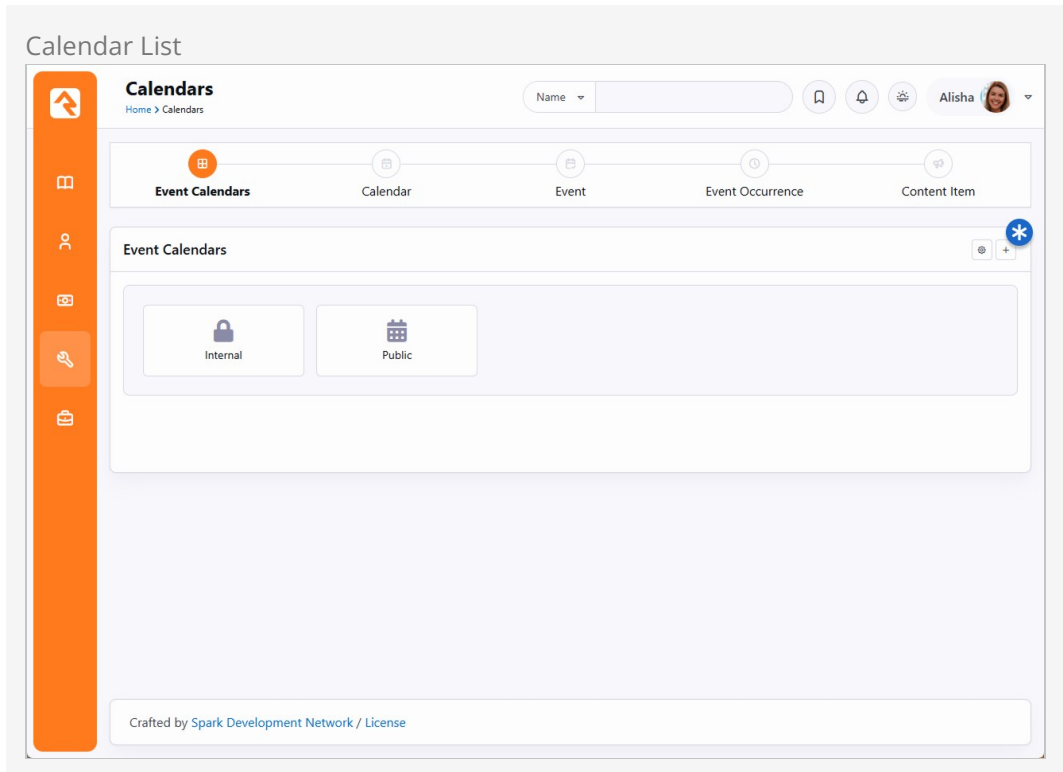 Calendar List
Calendars
Home > Calendars
Name
Alisha
Event Calendars
Calendar
Event
Event Occurrence
Content Item
Event Calendars
Internal
Public
Crafted by Spark Development Network / License